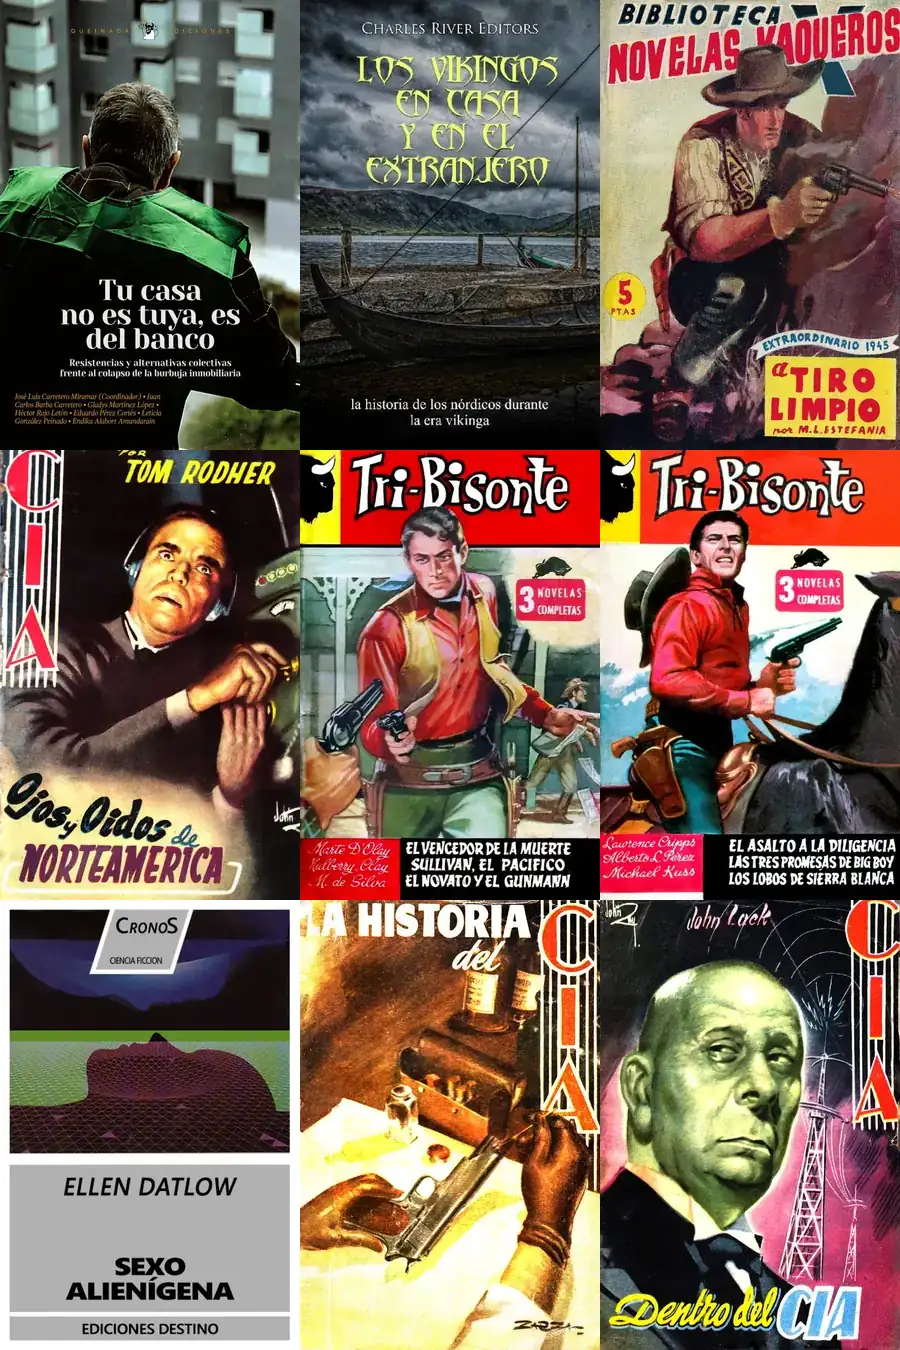 QUEIMADA EDICIONES
Tu casa
no es tuya, es
del banco
Resistencias y alternativas colectivas
frente al colapso de la burbuja inmobiliaria
José Luis Carretero Miramar (Coordinador) • Juan
Carlos Barba Carretero • Gladys Martínez López •
Héctor Rojo Letón • Eduardo Pérez Cortés • Leticia
González Peinado • Endika Alabort Amundarain
CHARLES RIVER EDITORS
LOS VIKINGOS
EN CASA
Y EN EL
EXTRANJERO
la historia de los nórdicos durante
la era vikinga
BIBLIOTECA X
NOVELAS VAQUEROS
5
PTAS
EXTRAORDINARIO 1945
a TIRO
LIMPIO
por M.L. ESTEFANIA
POR
TOM RODHER
CIA
Ojos y Oidos de
NORTEAMERICA
John
Tri-Bisonte
3 NOVELAS
COMPLETAS
Marte D'Olay
Mulberry Clay
M. de Silva
EL VENCEDOR DE LA MUERTE
SULLIVAN, EL PACIFICO
EL NOVATO Y EL GUNMANN
Tri-Bisonte
3 NOVELAS
COMPLETAS
Lawrence Cripps
Alberto L. Pérez
Michael Kuss
EL ASALTO A LA DILIGENCIA
LAS TRES PROMESAS DE BIG BOY
LOS LOBOS DE SIERRA BLANCA
CRONOS
CIENCIA FICCION
ELLEN DATLOW
SEXO
ALIENÍGENA
EDICIONES DESTINO
LA HISTORIA
del
CIA
John Lack
CIA
Dentro del CIA